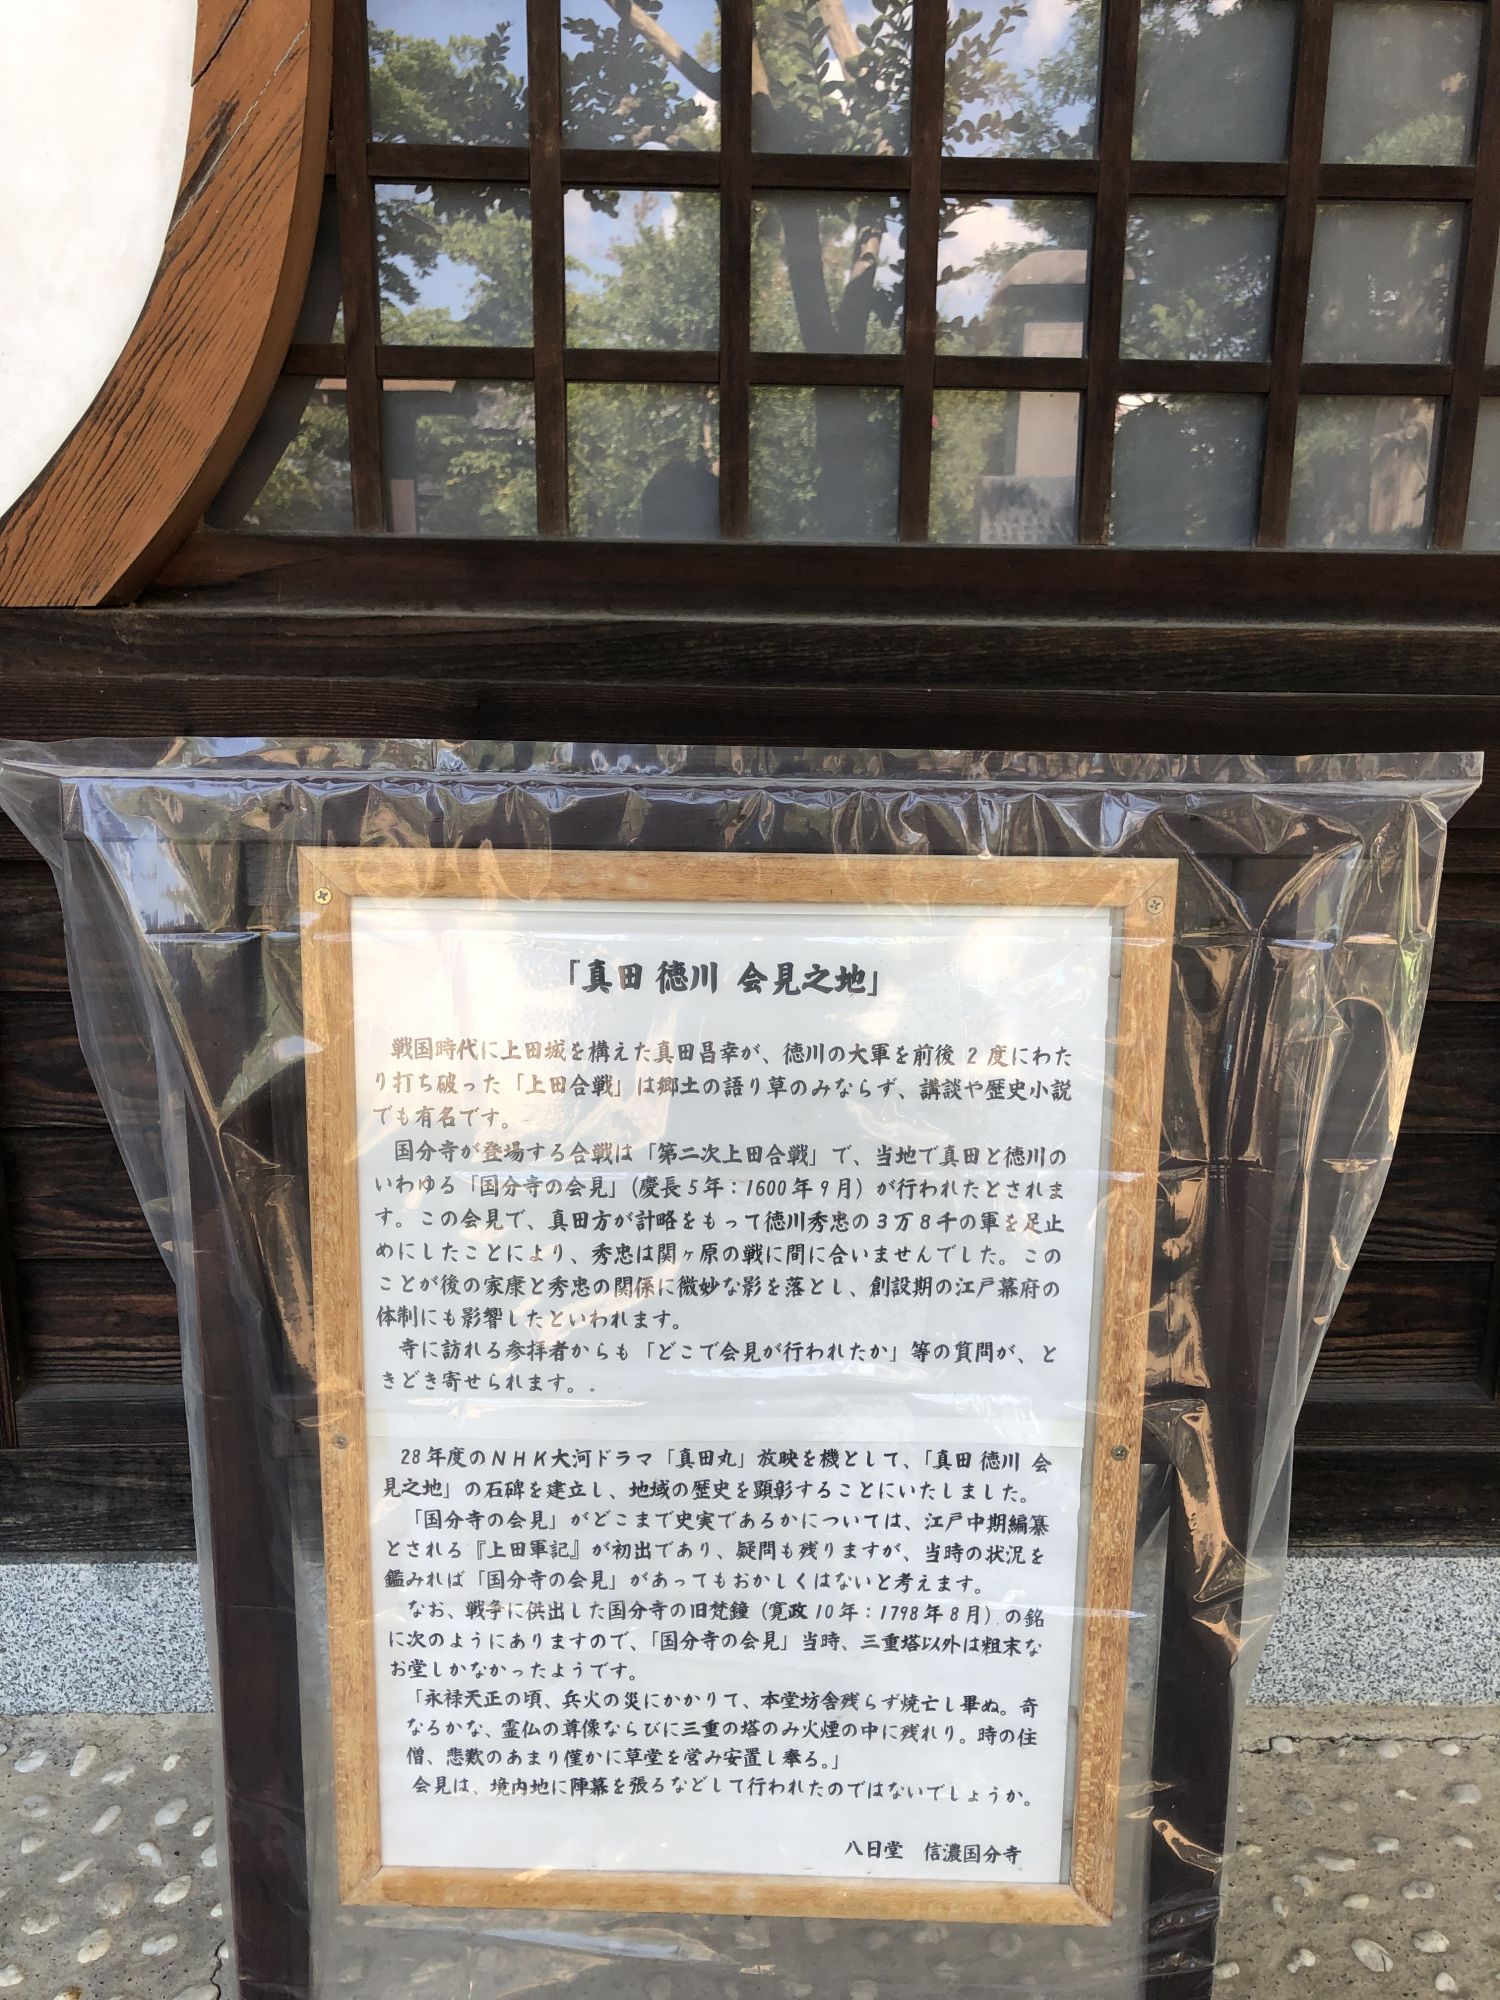 「真田 徳川 会見之地」
戦国時代に上田城を構えた真田昌幸が、徳川の大軍を前後2度にわた
り打ち破った「上田合戦」は郷土の語り草のみならず、講談や歴史小説
でも有名です。
国分寺が登場する合戦は「第二次上田合戦」で、当地で真田と徳川の
いわゆる「国分寺の会見」(慶長5年:1600年9月)が行われたとされま
す。この会見で、真田方が計略をもって徳川秀忠の3万8千の軍を足止
めにしたことにより、秀忠は関ヶ原の戦に間に合いませんでした。この
ことが後の家康と秀忠の関係に微妙な影を落とし、創設期の江戸幕府の
体制にも影響したといわれます。
寺に訪れる参拝者からも「どこで会見が行われたか」等の質問が、と
きどき寄せられます。.
28年度のNHK大河ドラマ「真田丸」放映を機として、「真田 徳川 会
見之地」の石碑を建立し、地域の歴史を顕彰することにいたしました。
「国分寺の会見」がどこまで史実であるかについては、江戸中期編纂
とされる『上田軍記』が初出であり、疑問も残りますが、当時の状況を
鑑みれば「国分寺の会見」があってもおかしくはないと考えます。
なお、戦争に供出した国分寺の旧梵鐘(寛政10年:1798年8月).の銘
に次のようにありますので、「国分寺の会見」当時、三重塔以外は粗末な
お堂しかなかったようです。
「永禄天正の頃、兵火の災にかかりて、本堂坊舎残らず焼亡し畢ぬ。奇
なるかな、霊仏の尊像ならびに三重の塔のみ火煙の中に残れり。時の住
僧、悲歎のあまり僅かに草堂を営み安置し奉る。」
会見は、境内地に陣幕を張るなどして行われたのではないでしょうか。
八日堂 信濃国分寺